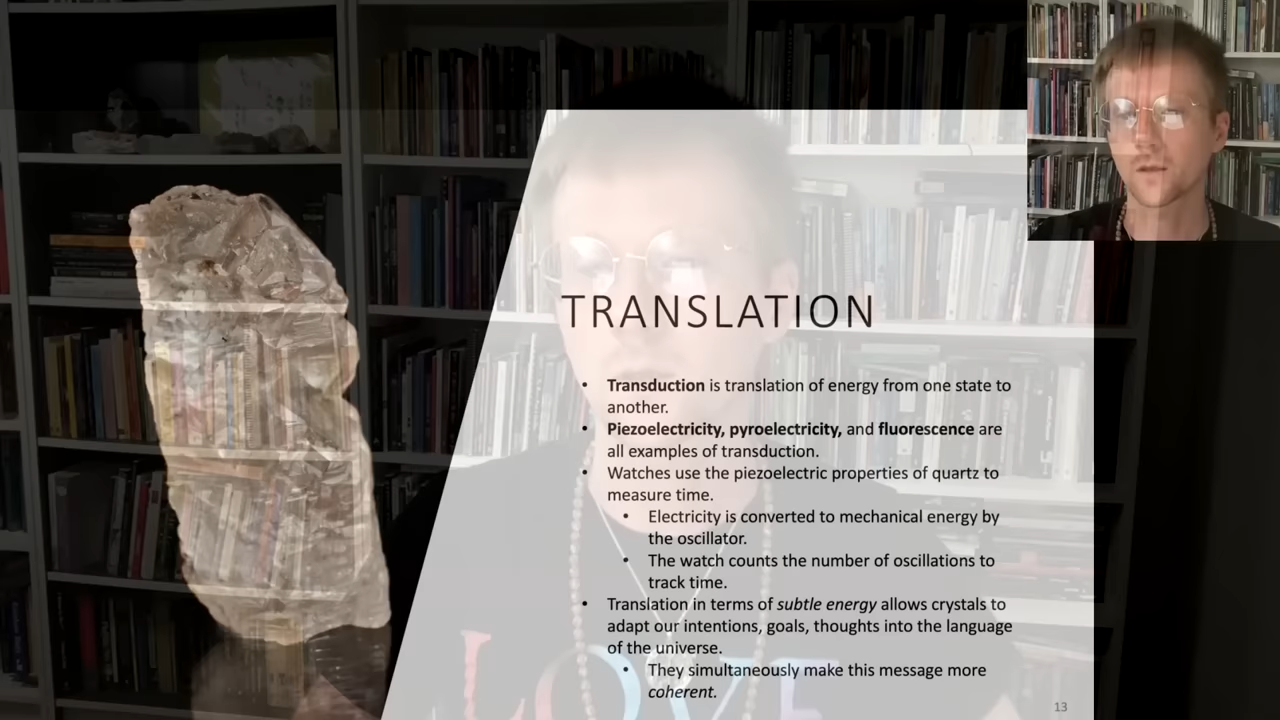 TRANSLATION
• Transduction is translation of energy from one state to
another.
• Piezoelectricity, pyroelectricity, and fluorescence are
all examples of transduction.
• Watches use the piezoelectric properties of quartz to
measure time.
• Electricity is converted to mechanical energy by
the oscillator.
• The watch counts the number of oscillations to
track time.
• Translation in terms of subtle energy allows crystals to
adapt our intentions, goals, thoughts into the language
of the universe.
• They simultaneously make this message more
coherent.
13